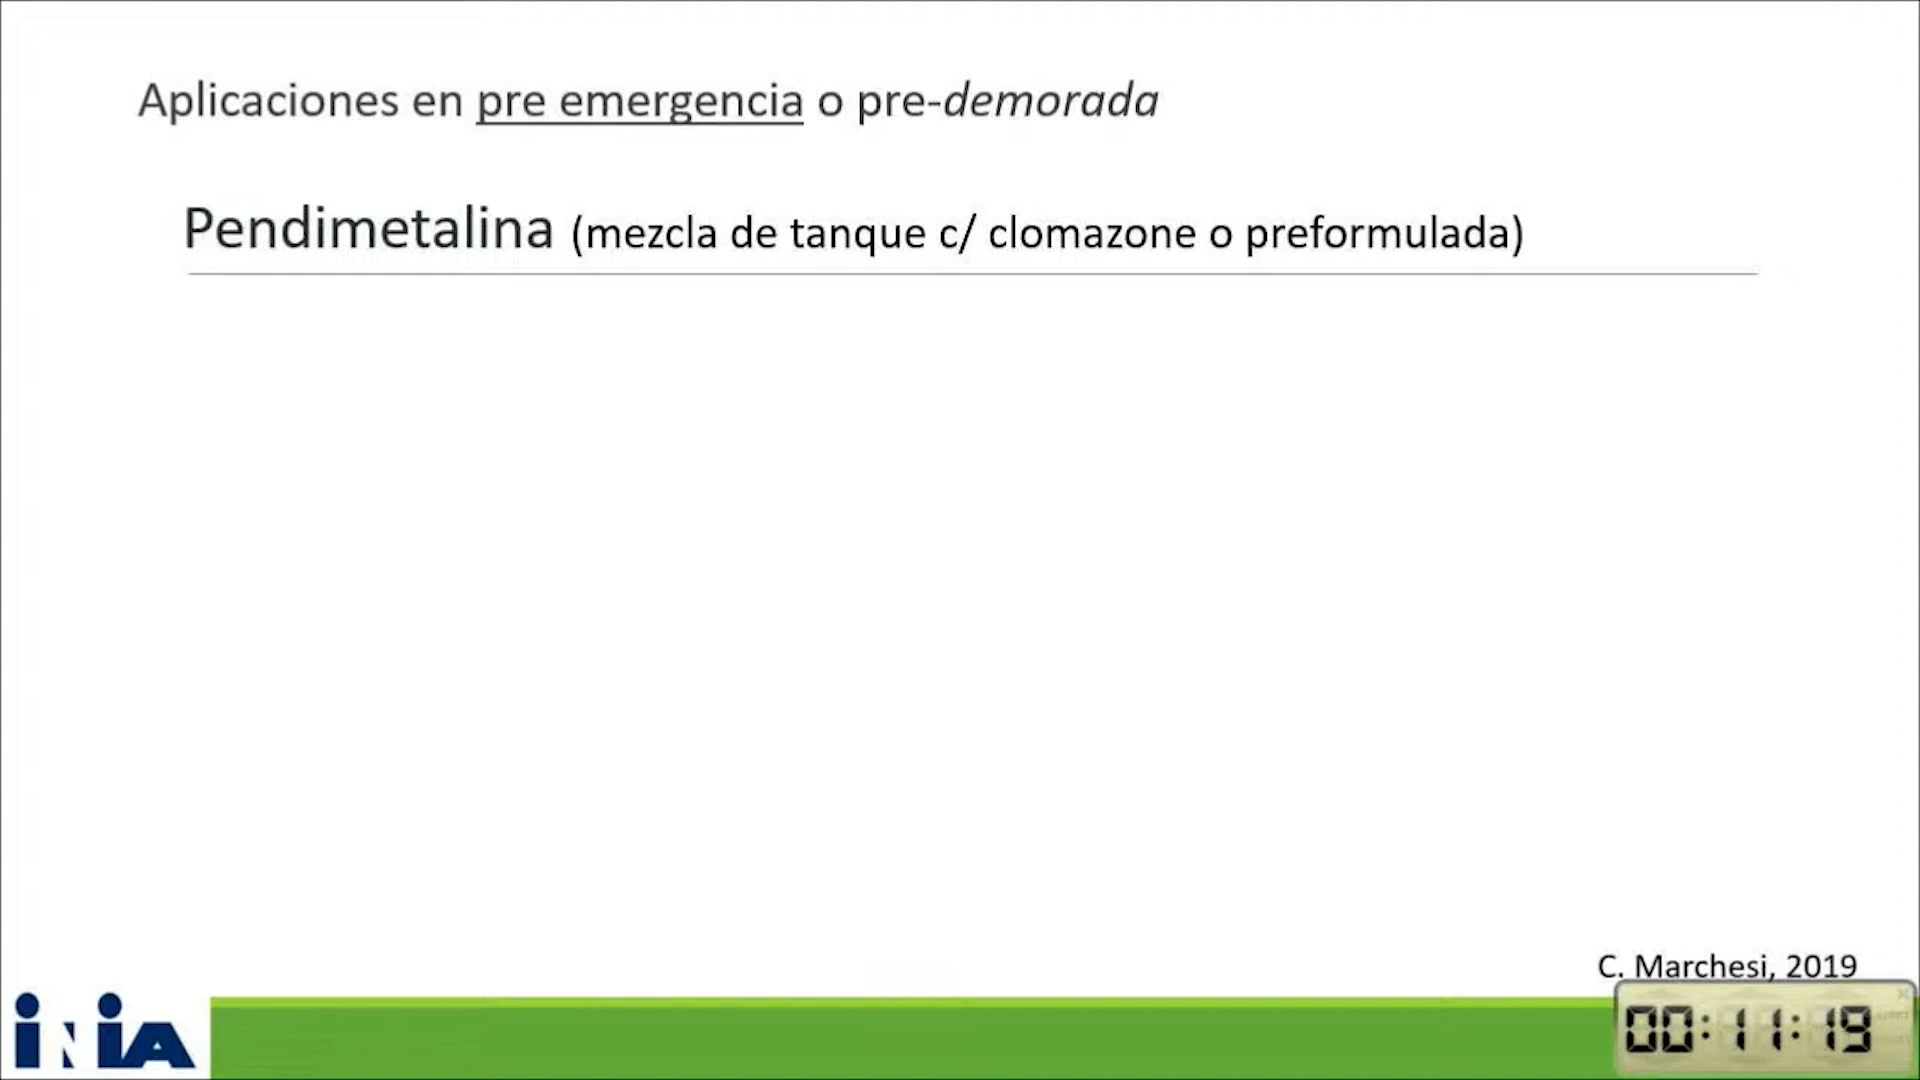 Aplicaciones en pre emergencia o pre-demorada
Pendimetalina (mezcla de tanque c/ clomazone o preformulada)
C. Marchesi, 2019
inia
00:11:19